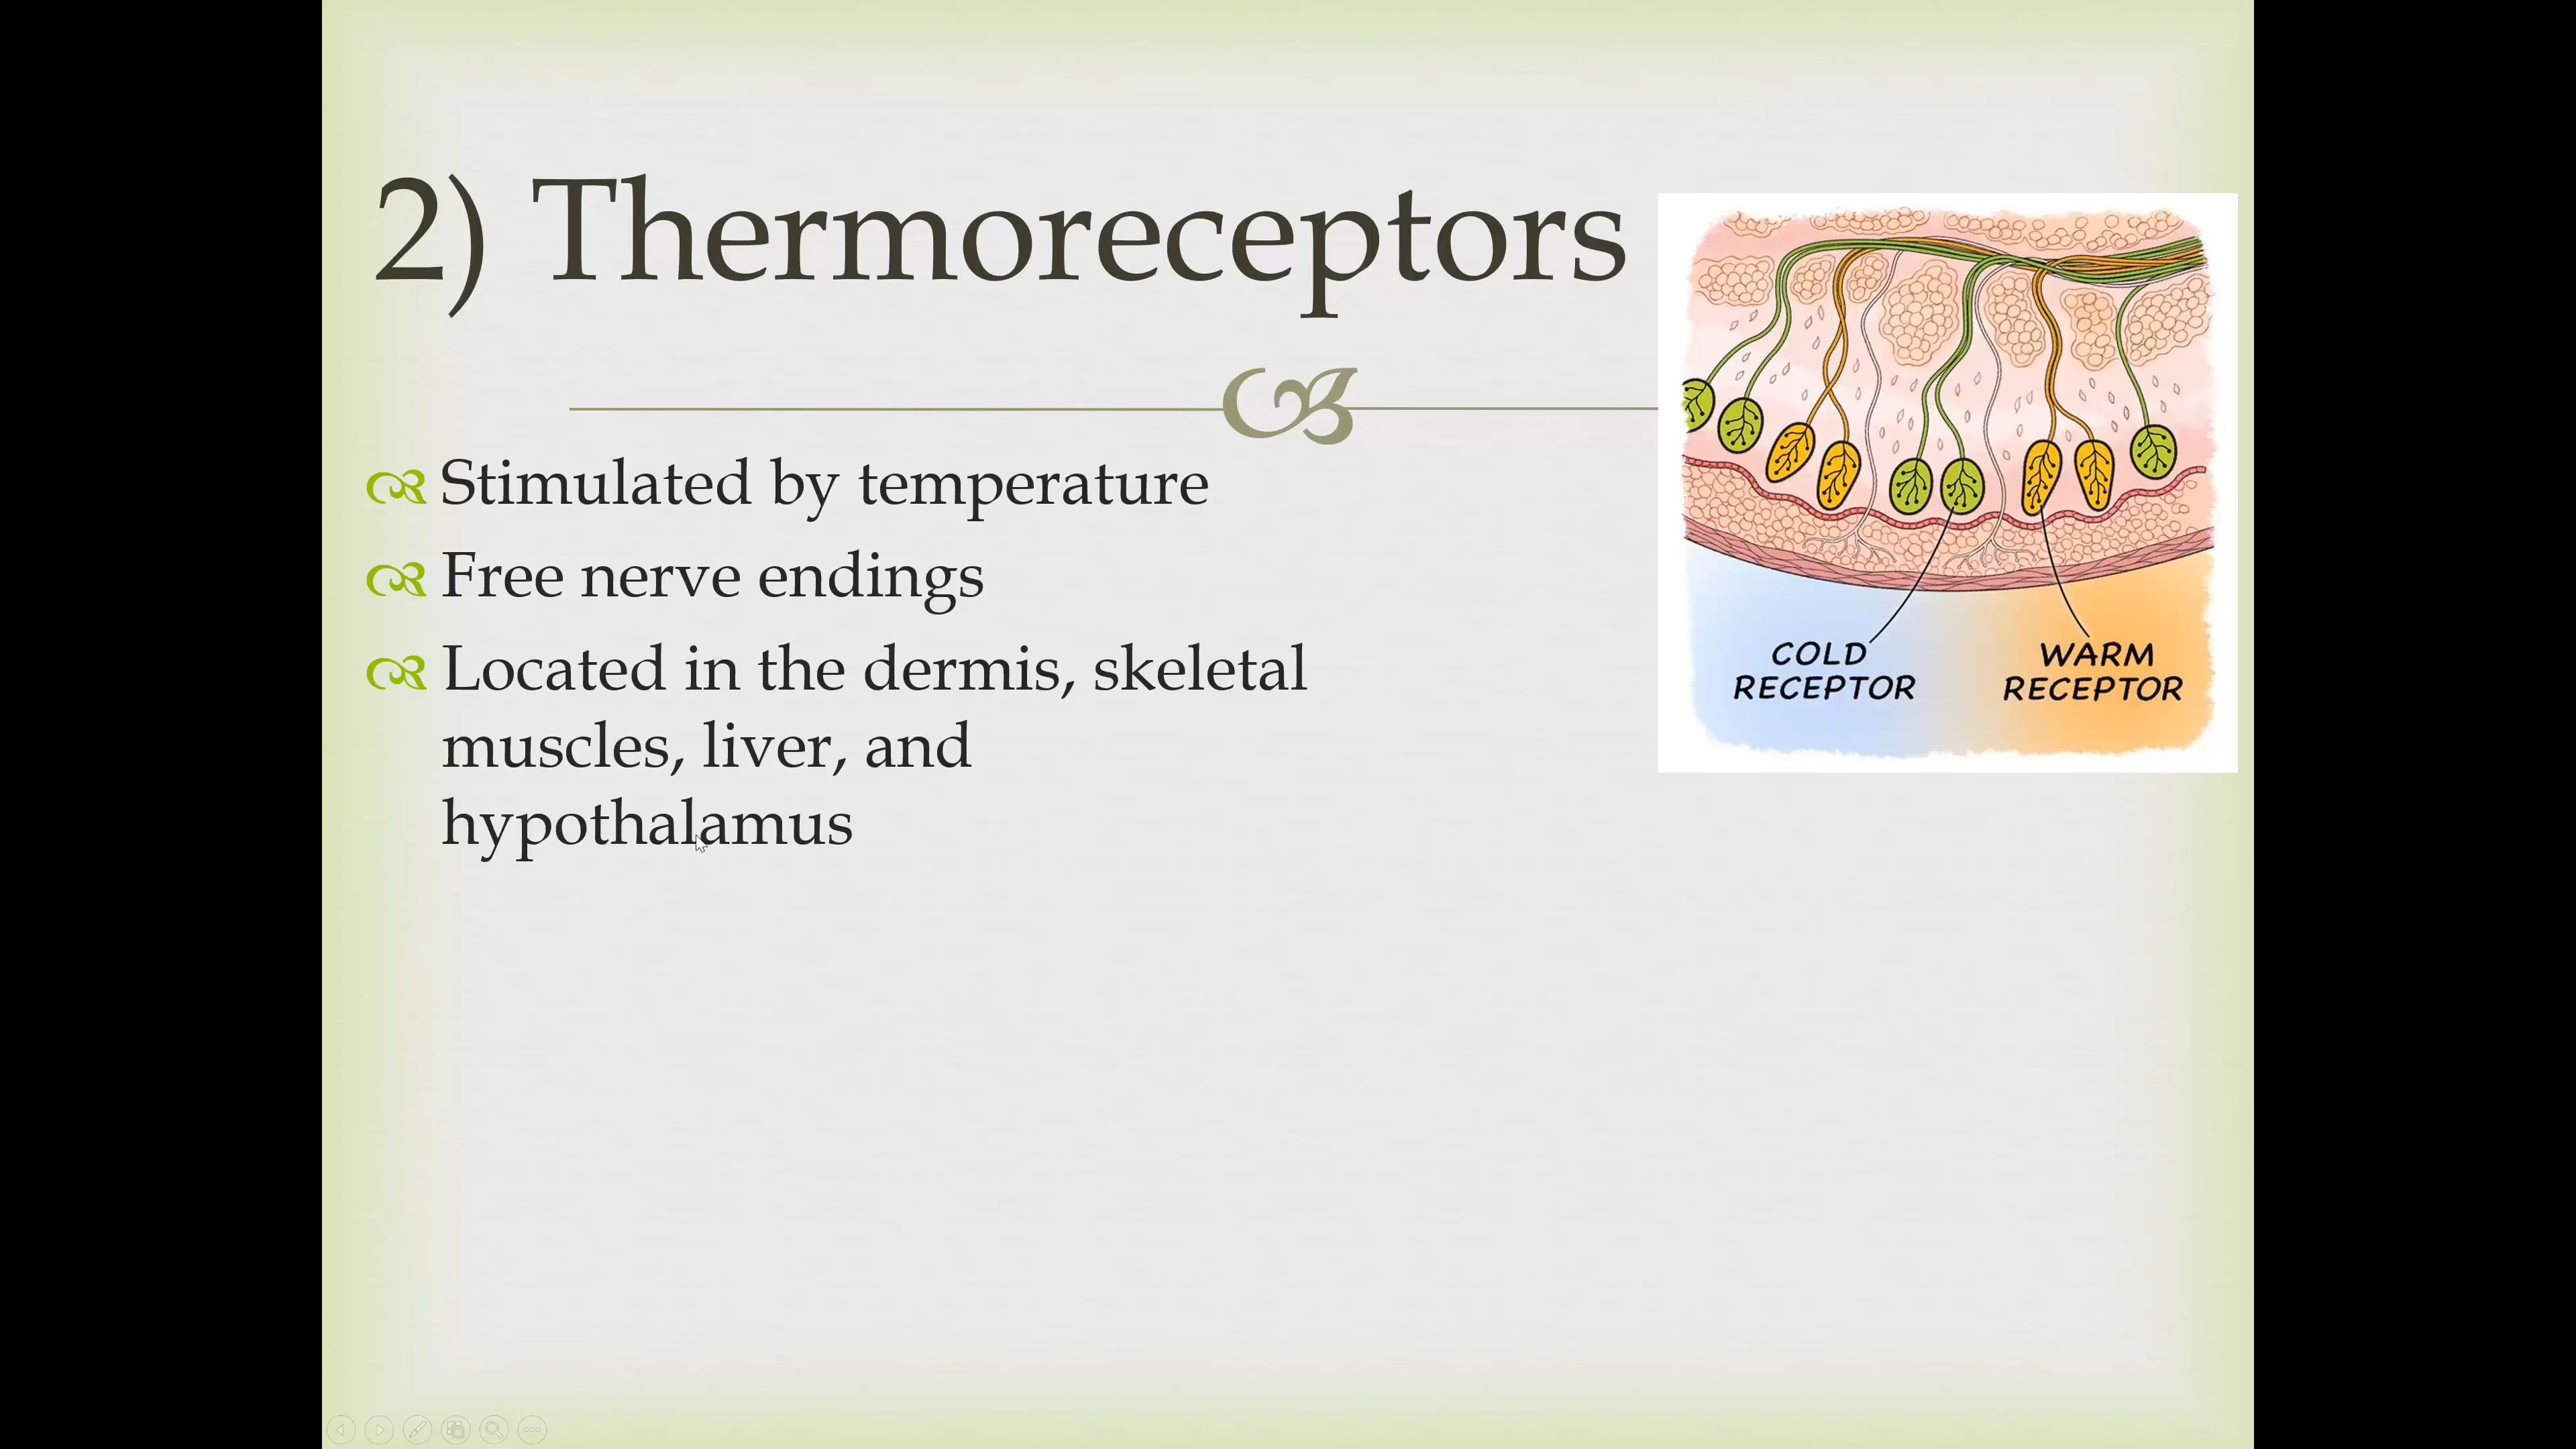 2) Thermoreceptors
Stimulated by temperature
Free nerve endings
Located in the dermis, skeletal
muscles, liver, and
hypothalamus
COLD
RECEPTOR
WARM
RECEPTOR